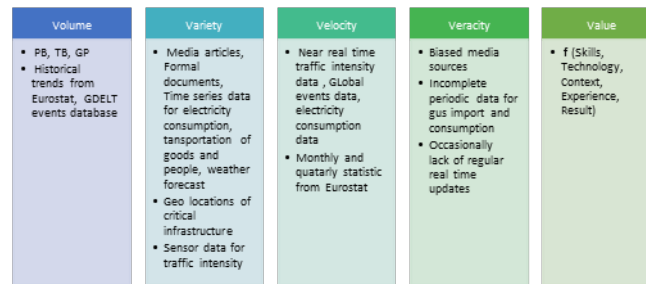 Volume
• PB, TB, GP
• Historical
trends from
Eurostat, GDELT
events database
Variety
• Media articles,
Formal
documents,
Time series data
for electricity
consumption,
tansportation of
goods and
people, weather
forecast
• Geo locations of
critical
infrastructure
• Sensor data for
traffic intensity
Velocity
• Near real time
traffic intensity
data , GLobal
events data,
electricity
consumption
data
• Monthly and
quatarly statistic
from Eurostat
Veracity
• Biased media
sources
• Incomplete
periodic data for
gus import and
consumption
• Occasionally
lack of regular
real time
updates
Value
• f (Skills,
Technology,
Context,
Experience,
Result)